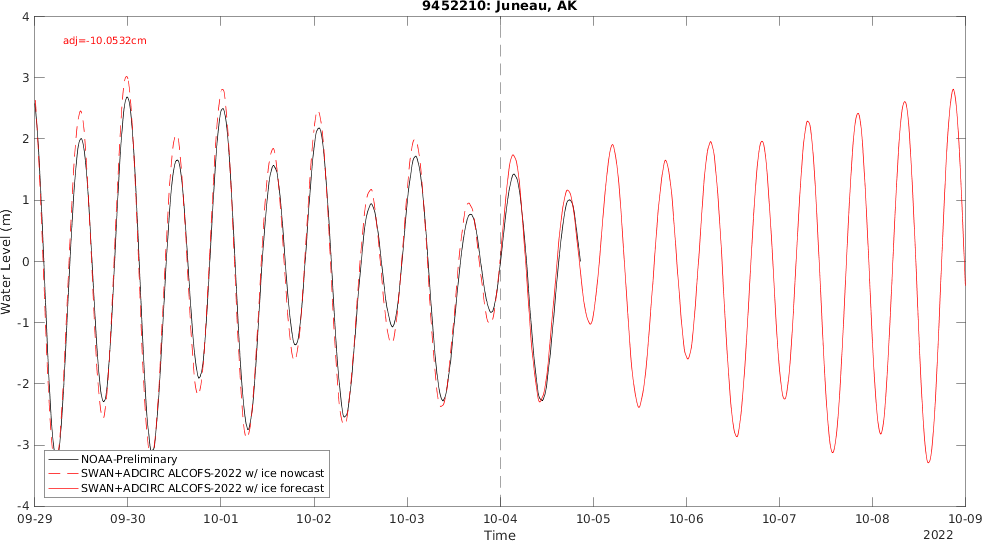 9452210: Juneau, AK
adj=-10.0532cm
4
3
2
1
0
-1
-2
-3
-4
Water Level (m)
NOAA-Preliminary
SWAN+ADCIRC ALCOFS-2022 w/ ice nowcast
SWAN+ADCIRC ALCOFS-2022 w/ ice forecast
09-29 09-30 10-01 10-02 10-03 10-04 10-05 10-06 10-07 10-08 10-09
Time
2022